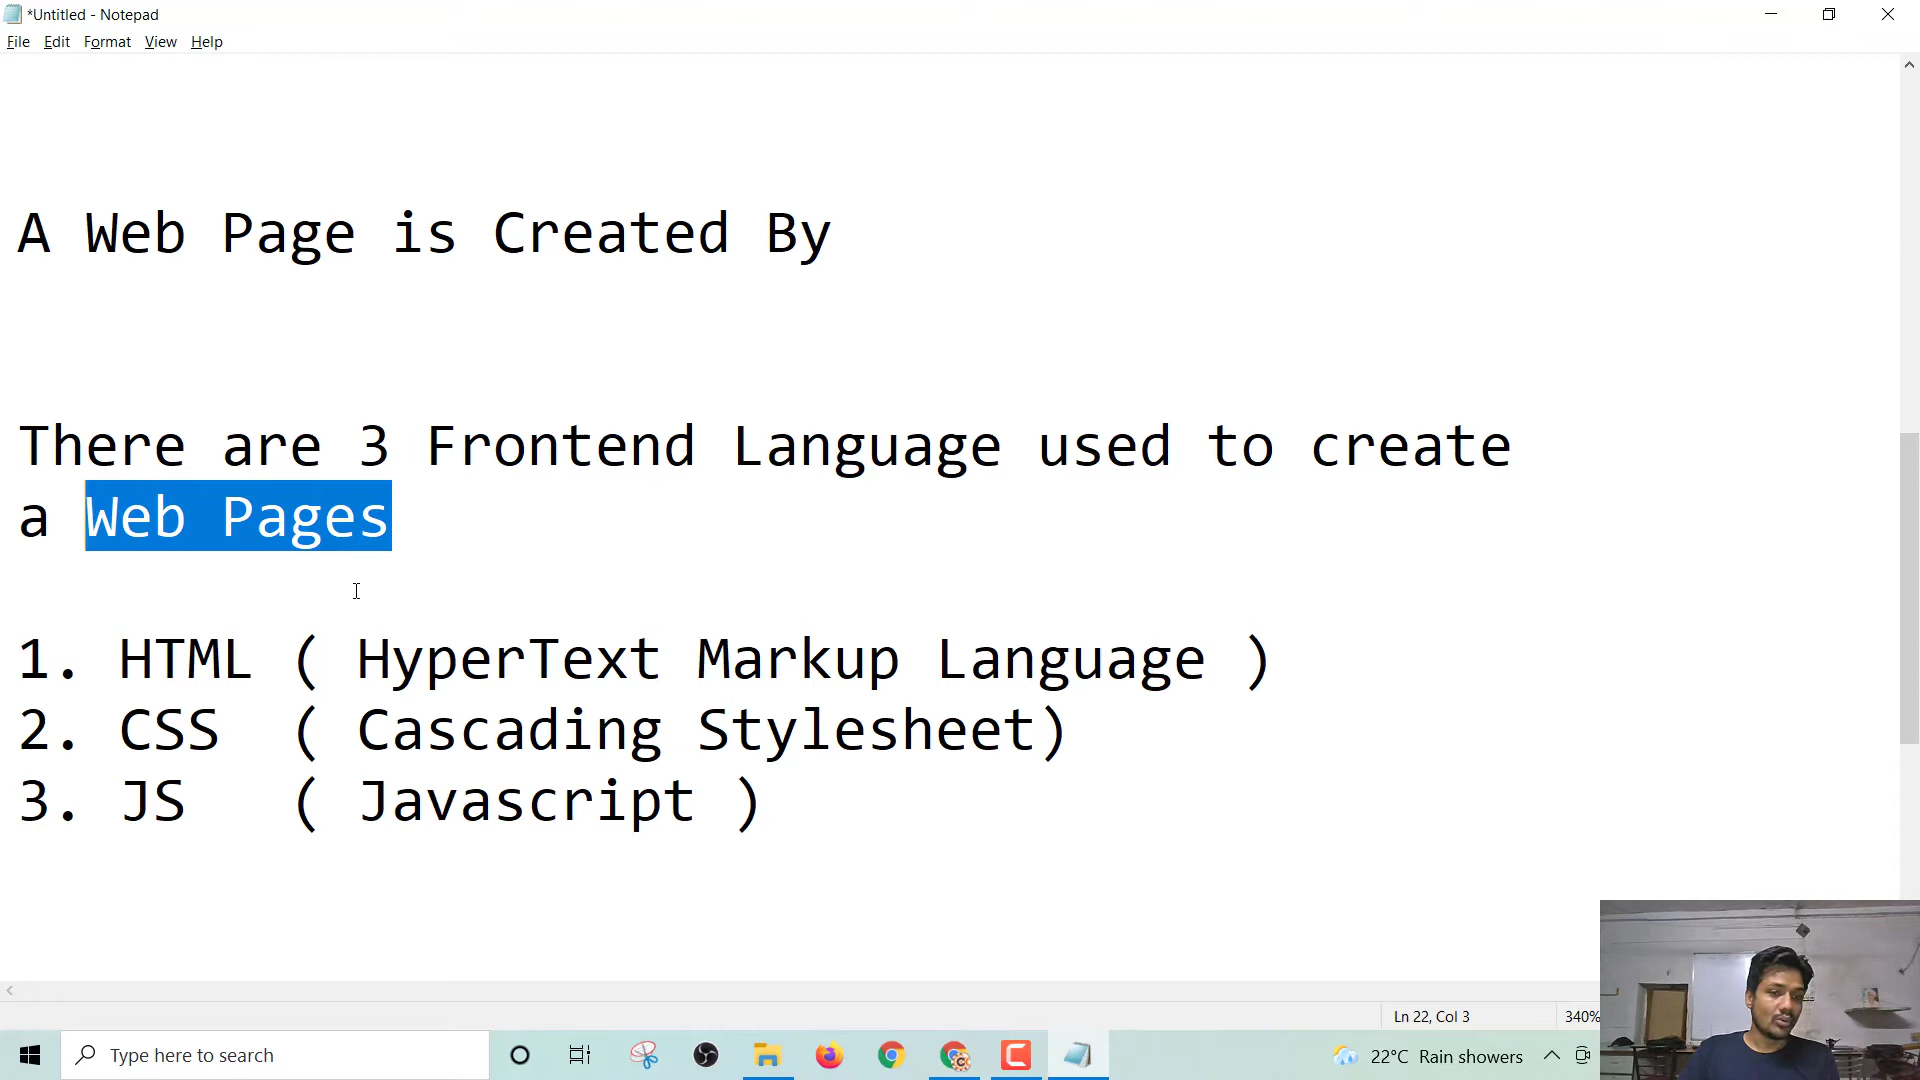 *Untitled - Notepad
File Edit Format View Help
A Web Page is Created By
There are 3 Frontend Language used to create
a Web Pages
1. HTML ( HyperText Markup Language )
2. CSS ( Cascading Stylesheet)
3. JS ( Javascript )
Ln 22, Col 3 340%
Type here to search 22°C Rain showers